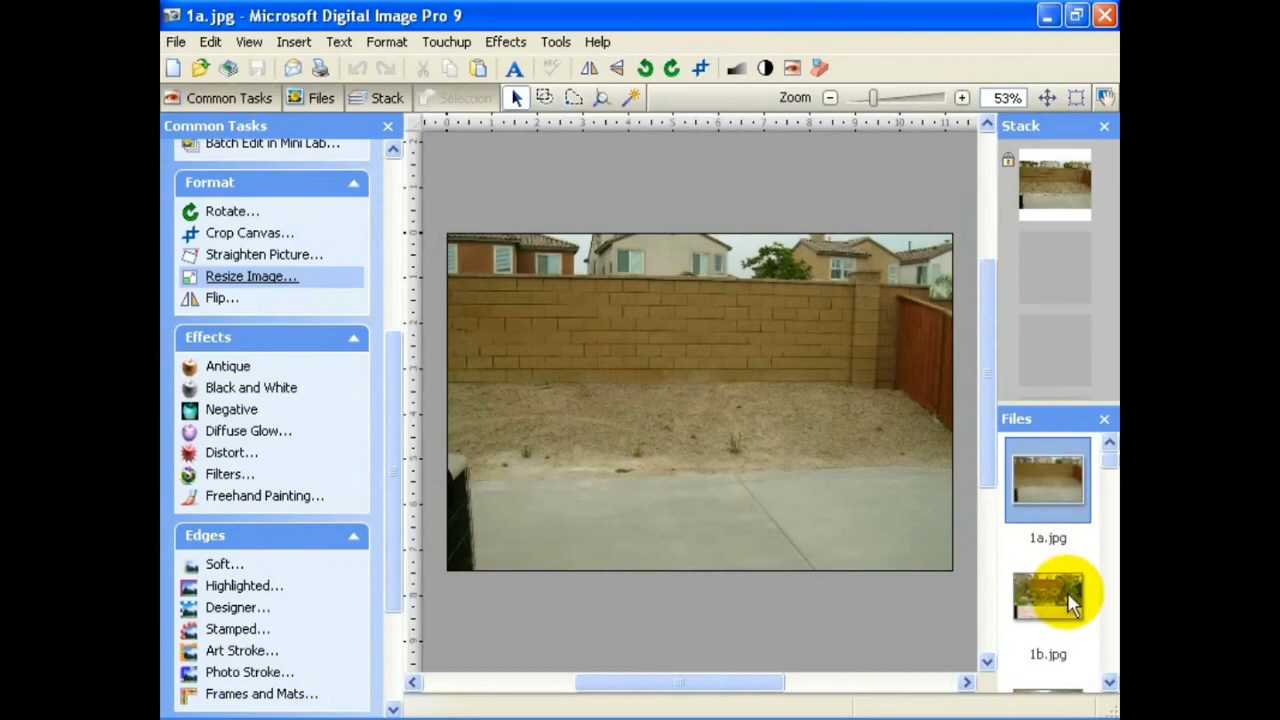 1a.jpg - Microsoft Digital Image Pro 9
File Edit View Insert Text Format Touchup Effects Tools Help
Common Tasks Files Stack Selection Zoom 53%
Common Tasks
Batch Edit in Mini Lab...
Format
Rotate...
Crop Canvas...
Straighten Picture...
Resize Image...
Flip...
Effects
Antique
Black and White
Negative
Diffuse Glow...
Distort...
Filters...
Freehand Painting...
Edges
Soft...
Highlighted...
Designer...
Stamped...
Art Stroke...
Photo Stroke...
Frames and Mats...
Stack
Files
1a.jpg
1b.jpg